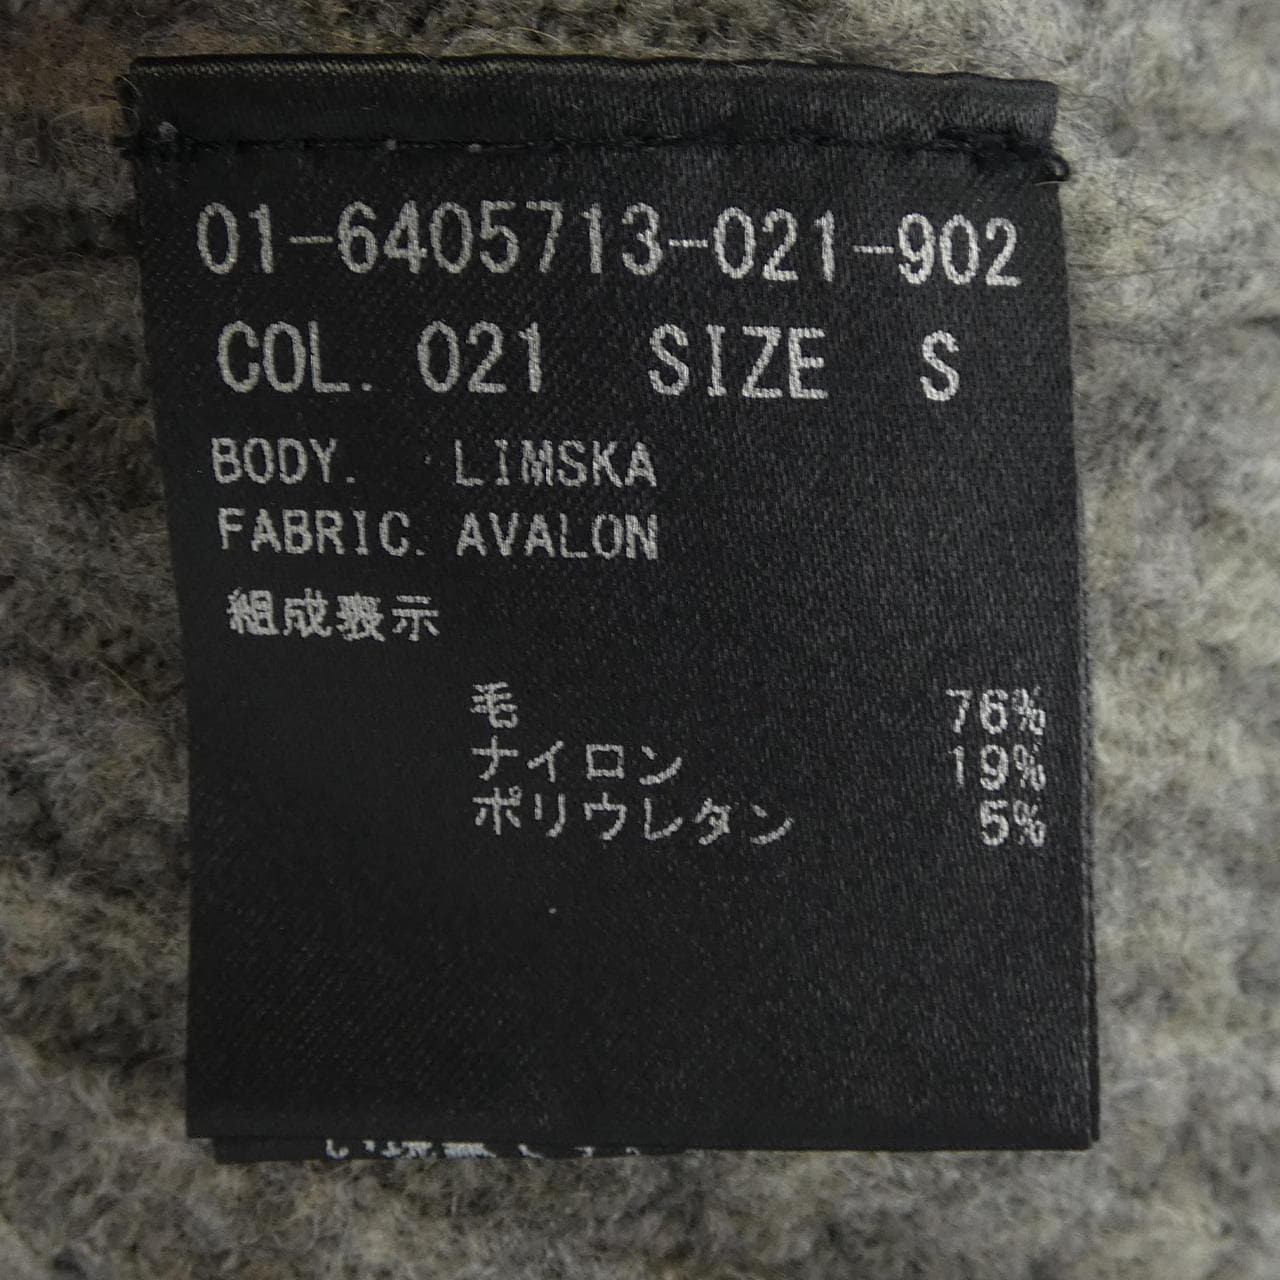 01-6405713-021-902
COL. 021 SIZE S
BODY. LIMSKA
FABRIC. AVALON
組成表示
毛 76%
ナイロン 19%
ポリウレタン 5%